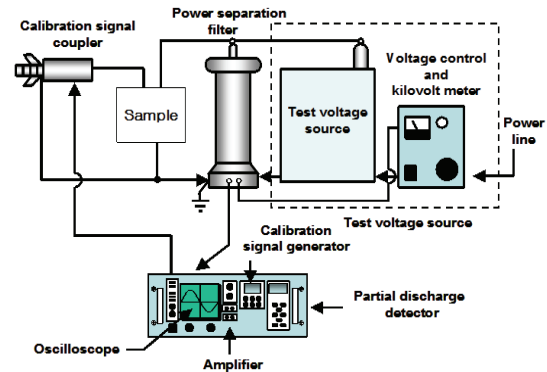 Power separation
filter
Calibration signal
coupler
Voltage control
and
kilovolt meter
Sample
Test voltage
source
Power
line
Test voltage source
Calibration
signal generator
Partial discharge
detector
Oscilloscope
Amplifier